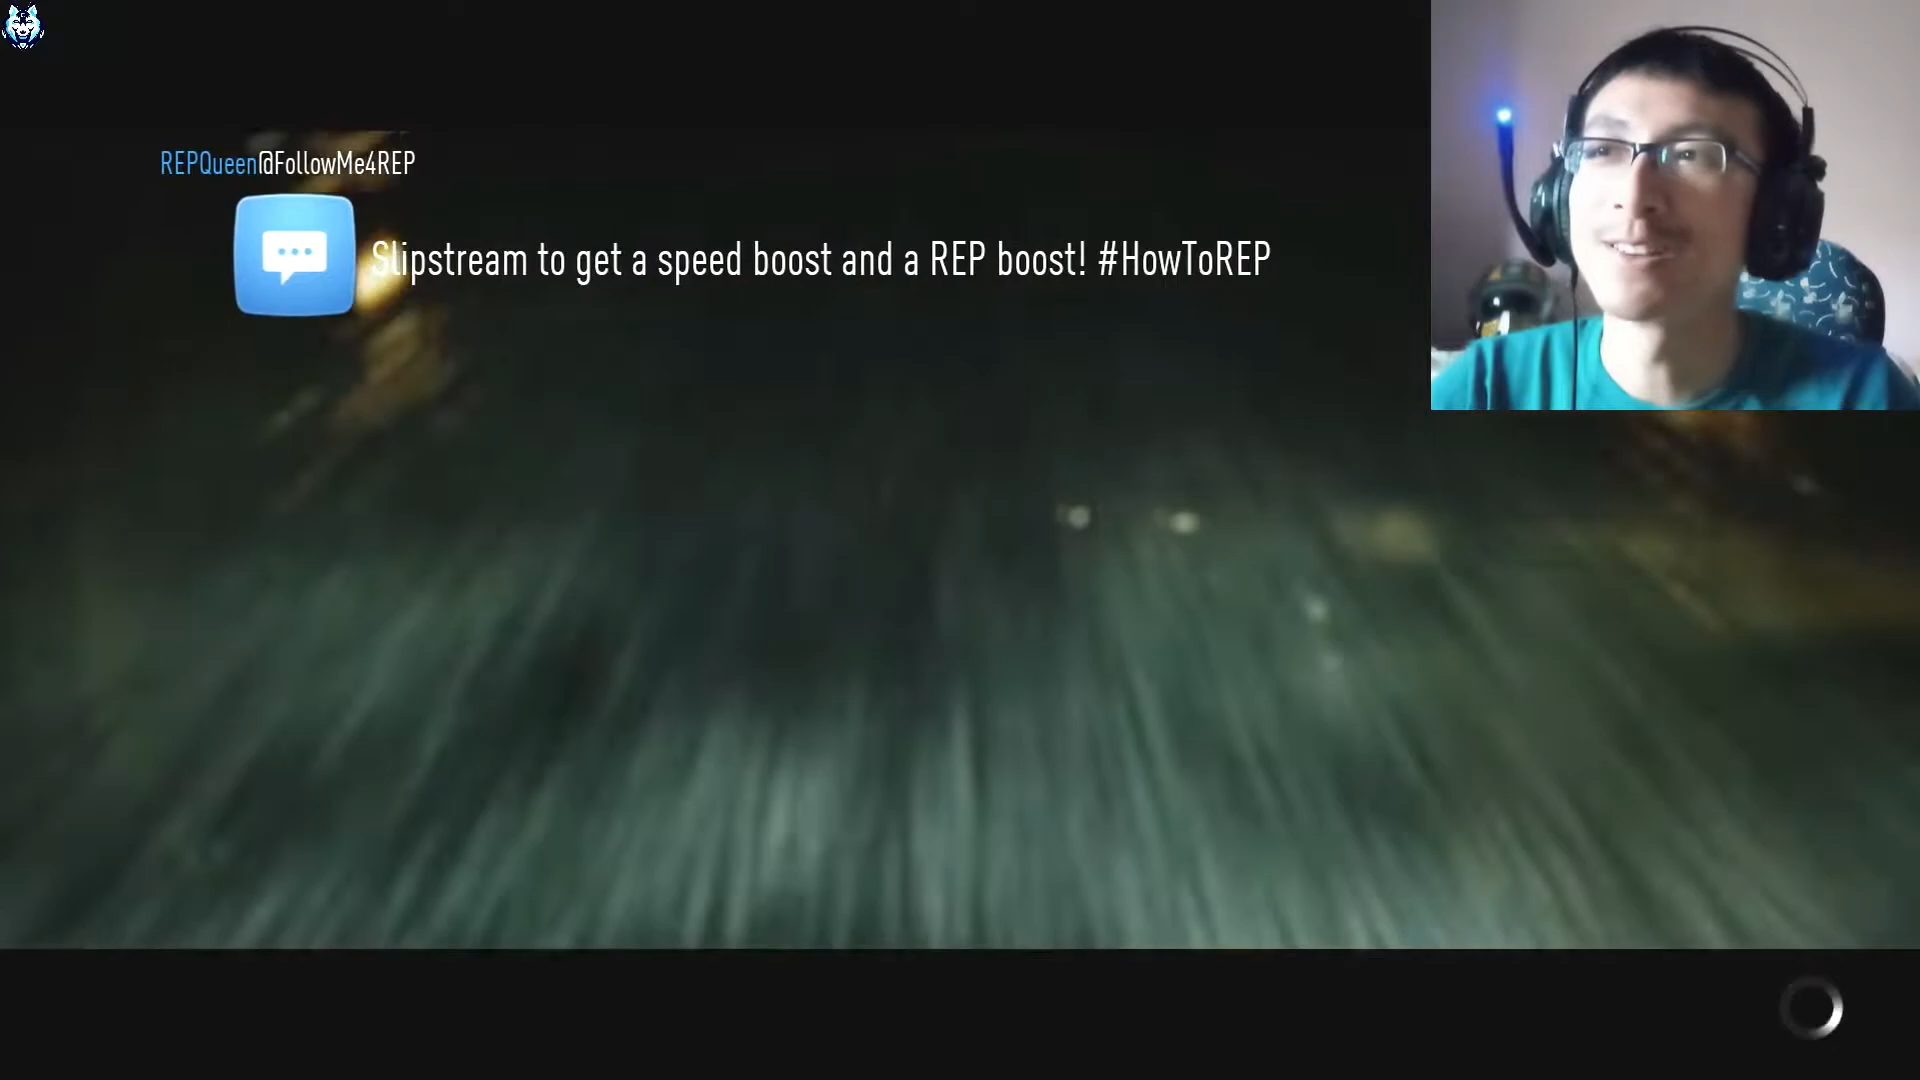 REPQueen@FollowMe4REP
Slipstream to get a speed boost and a REP boost! #HowToREP